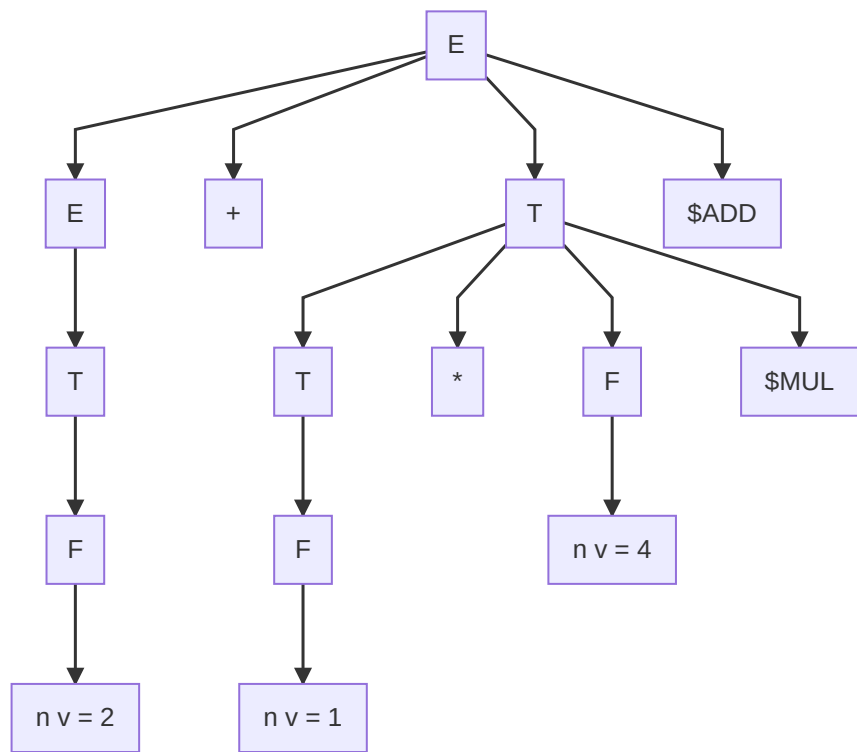 E
E
+
T
$ADD
T
T
*
F
$MUL
F
F
n v = 4
n v = 2
n v = 1